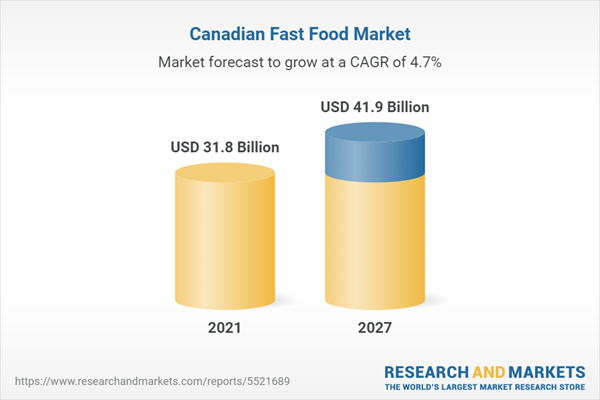 Canadian Fast Food Market
Market forecast to grow at a CAGR of 4.7%
USD 41.9 Billion
USD 31.8 Billion
2021
2027
https://www.researchandmarkets.com/reports/5521689
RESEARCH AND MARKETS
THE WORLD'S LARGEST MARKET RESEARCH STORE